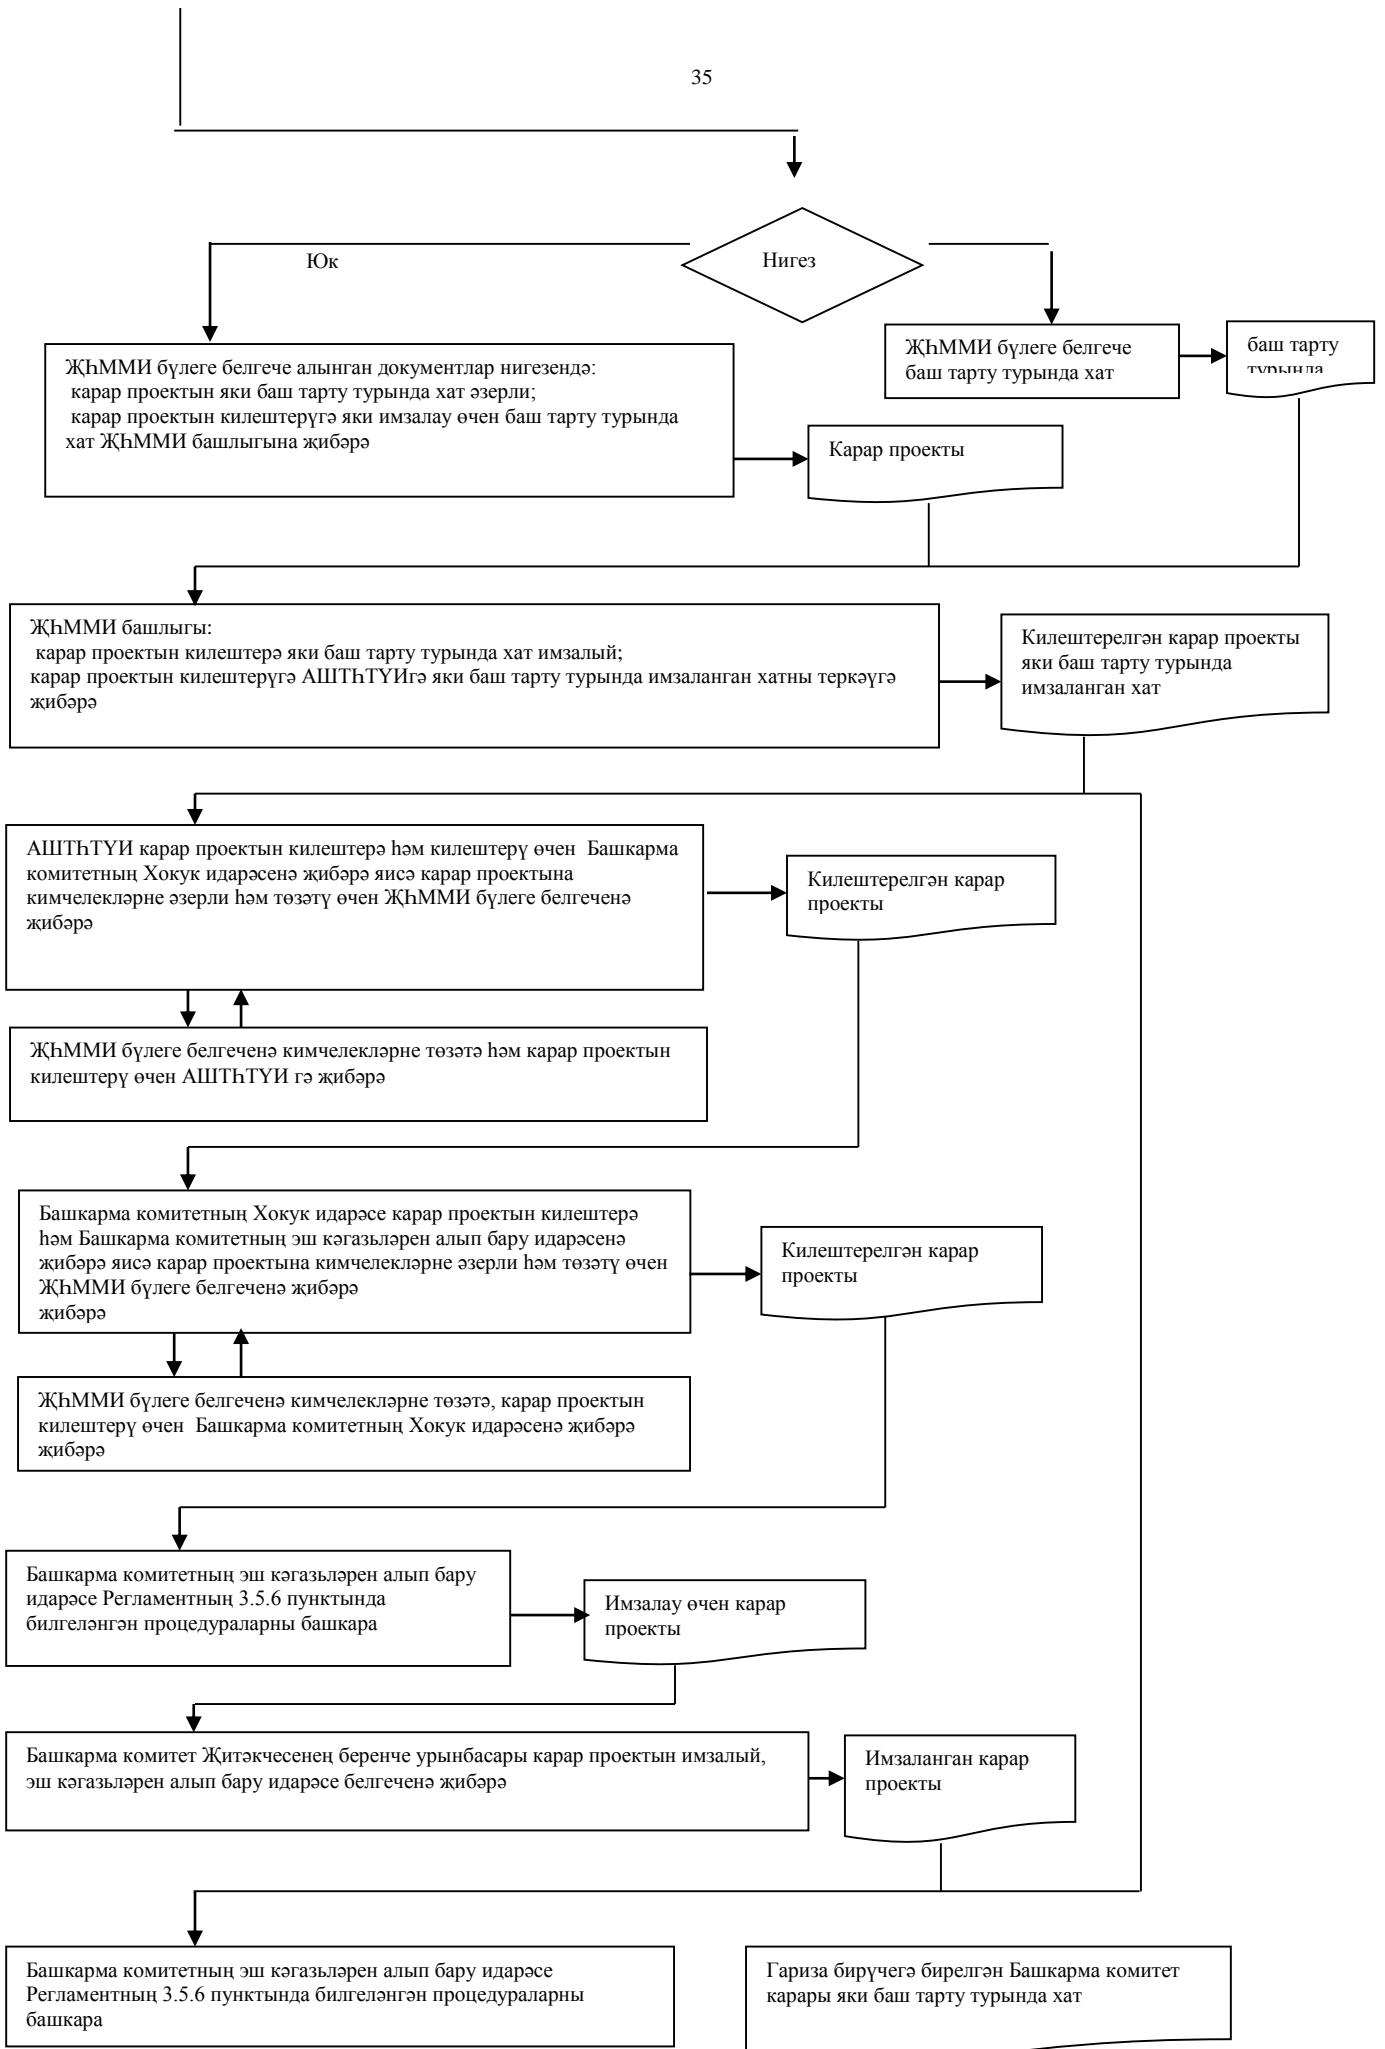 35
Нигез
Юк
ҖҺММИ бүлеге белгече
баш тарту турында хат
баш тарту
турында
ҖҺММИ бүлеге белгече алынган документлар нигезендә:
карар проектын яки баш тарту турында хат әзерли;
карар проектын килештерүгә яки имзалау өчен баш тарту турында
хат ҖҺММИ башлыгына җибәрә
Карар проекты
ҖҺММИ башлыгы:
карар проектын килештерә яки баш тарту турында хат имзалый;
карар проектын килештерүгә АШТҺТҮИгә яки баш тарту турында имзаланган хатны теркәүгә
җибәрә
Килештерелгән карар проекты
яки баш тарту турында
имзаланган хат
АШТҺТҮИ карар проектын килештерә һәм килештерү өчен Башкарма
комитетның Хокук идарәсенә җибәрә яисә карар проектына
кимчелекләрне әзерли һәм төзәтү өчен ҖҺММИ бүлеге белгеченә
җибәрә
Килештерелгән карар
проекты
ҖҺММИ бүлеге белгеченә кимчелекләрне төзәтә һәм карар проектын
килештерү өчен АШТҺТҮИ гә җибәрә
Башкарма комитетның Хокук идарәсе карар проектын килештерә
һәм Башкарма комитетның эш кәгазьләрен алып бару идарәсенә
җибәрә яисә карар проектына кимчелекләрне әзерли һәм төзәтү өчен
ҖҺММИ бүлеге белгеченә җибәрә
җибәрә
Килештерелгән карар
проекты
ҖҺММИ бүлеге белгеченә кимчелекләрне төзәтә, карар проектын
килештерү өчен Башкарма комитетның Хокук идарәсенә җибәрә
җибәрә
Башкарма комитетның эш кәгазьләрен алып бару
идарәсе Регламентның 3.5.6 пунктында
билгеләнгән процедураларны башкара
Имзалау өчен карар
проекты
Башкарма комитет Җитәкчесенең беренче урынбасары карар проектын имзалый,
эш кәгазьләрен алып бару идарәсе белгеченә җибәрә
Имзаланган карар
проекты
Башкарма комитетның эш кәгазьләрен алып бару идарәсе
Регламентның 3.5.6 пунктында билгеләнгән процедураларны
башкара
Гариза бирүчегә бирелгән Башкарма комитет
карары яки баш тарту турында хат